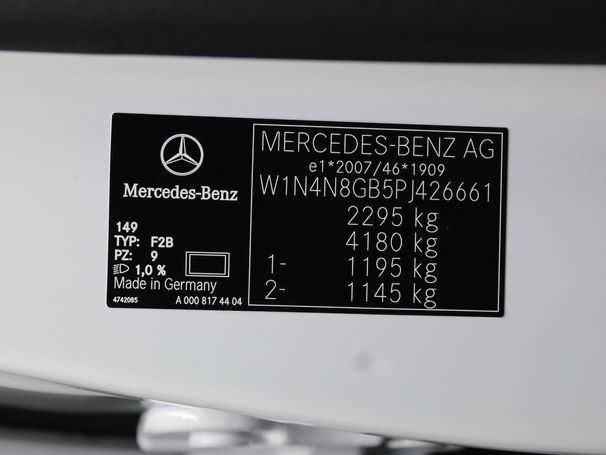 Mercedes-Benz
149
TYP: F2B
PZ: 9
1,0 %
Made in Germany
4742085
A 000 817 44 04
MERCEDES-BENZ AG
e1*2007/46*1909
W1N4N8GB5PJ426661
2295 kg
4180 kg
1- 1195 kg
2- 1145 kg